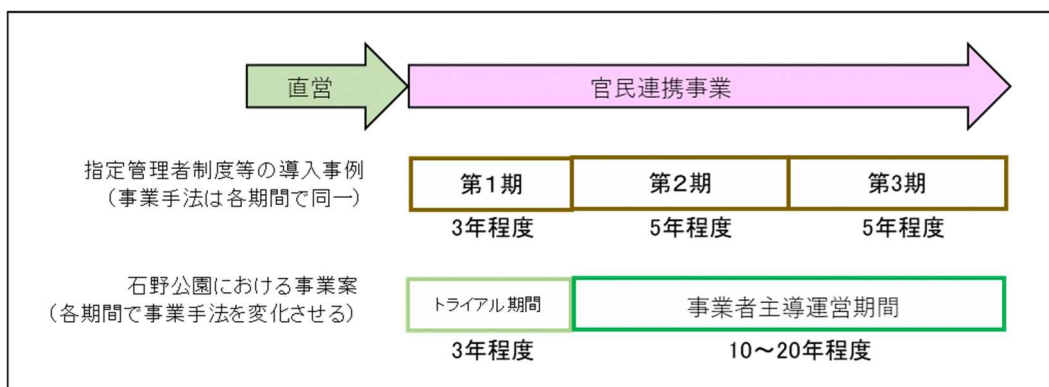 直営
官民連携事業
指定管理者制度等の導入事例
（事業手法は各期間で同一）
第１期
第２期
第３期
3年程度
5年程度
5年程度
石野公園における事業案
（各期間で事業手法を変化させる）
トライアル期間
事業者主導運営期間
3年程度
10～20年程度